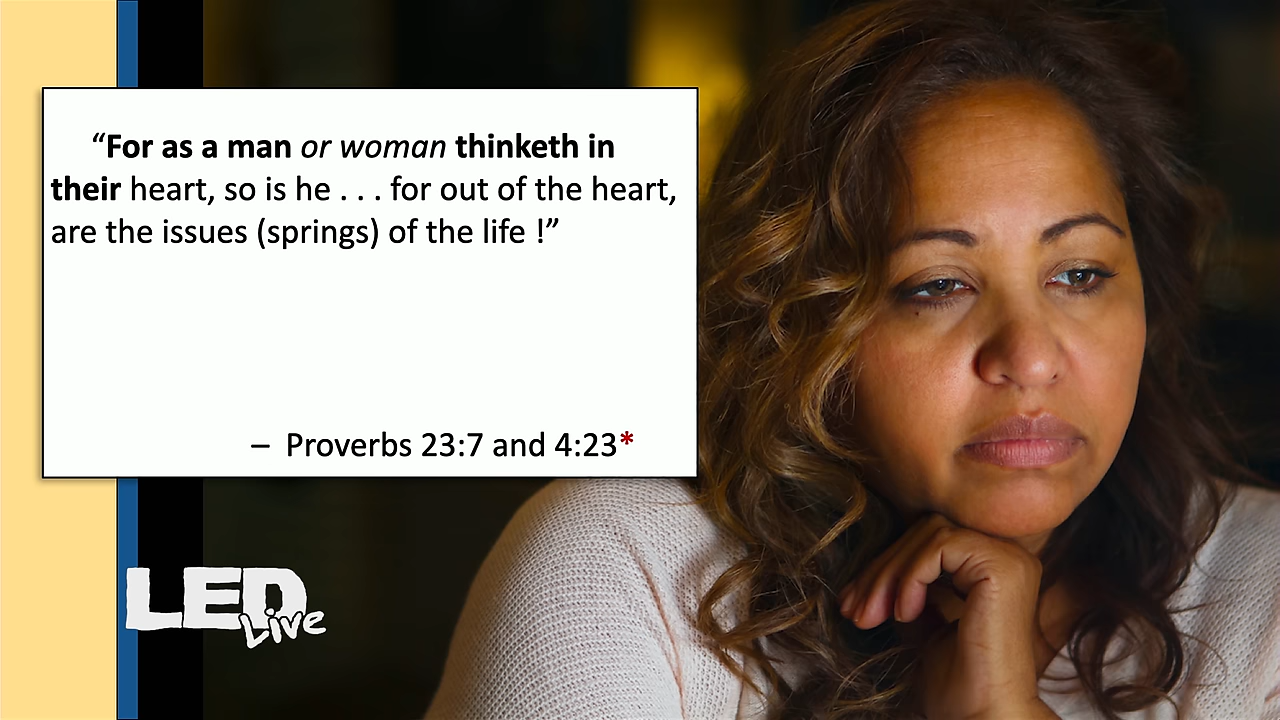 “For as a man or woman thinketh in
their heart, so is he . . . for out of the heart,
are the issues (springs) of the life !”
– Proverbs 23:7 and 4:23*
LED
Live